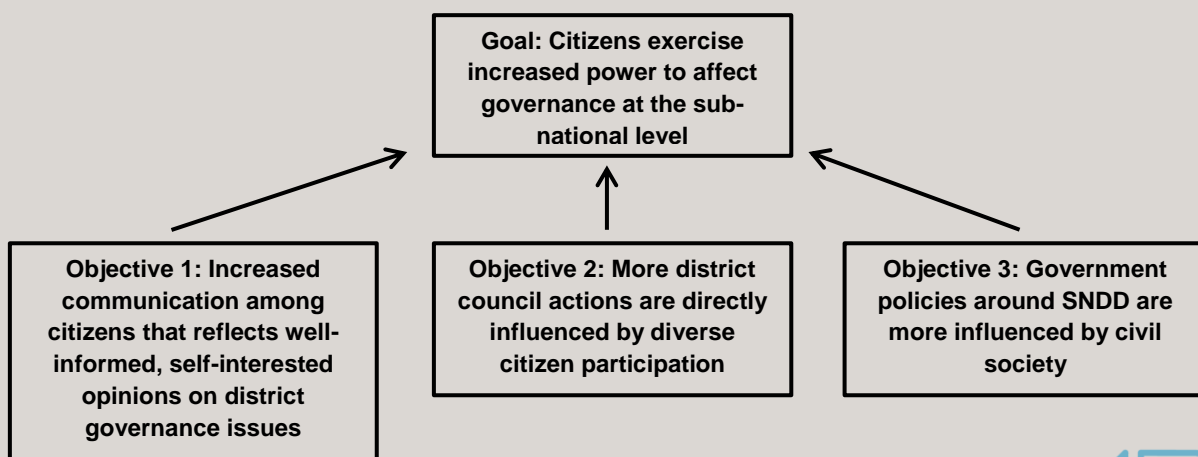 Goal: Citizens exercise
increased power to affect
governance at the sub-
national level
Objective 1: Increased
communication among
citizens that reflects well-
informed, self-interested
opinions on district
governance issues
Objective 2: More district
council actions are directly
influenced by diverse
citizen participation
Objective 3: Government
policies around SNDD are
more influenced by civil
society